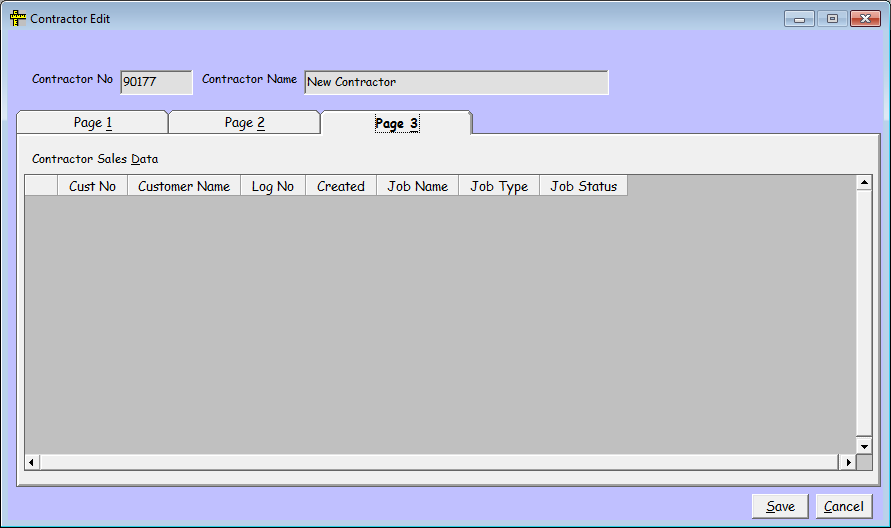 Contractor Edit
Contractor No 90177 Contractor Name New Contractor
Page 1 Page 2 Page 3
Contractor Sales Data
Cust No Customer Name Log No Created Job Name Job Type Job Status
Save Cancel